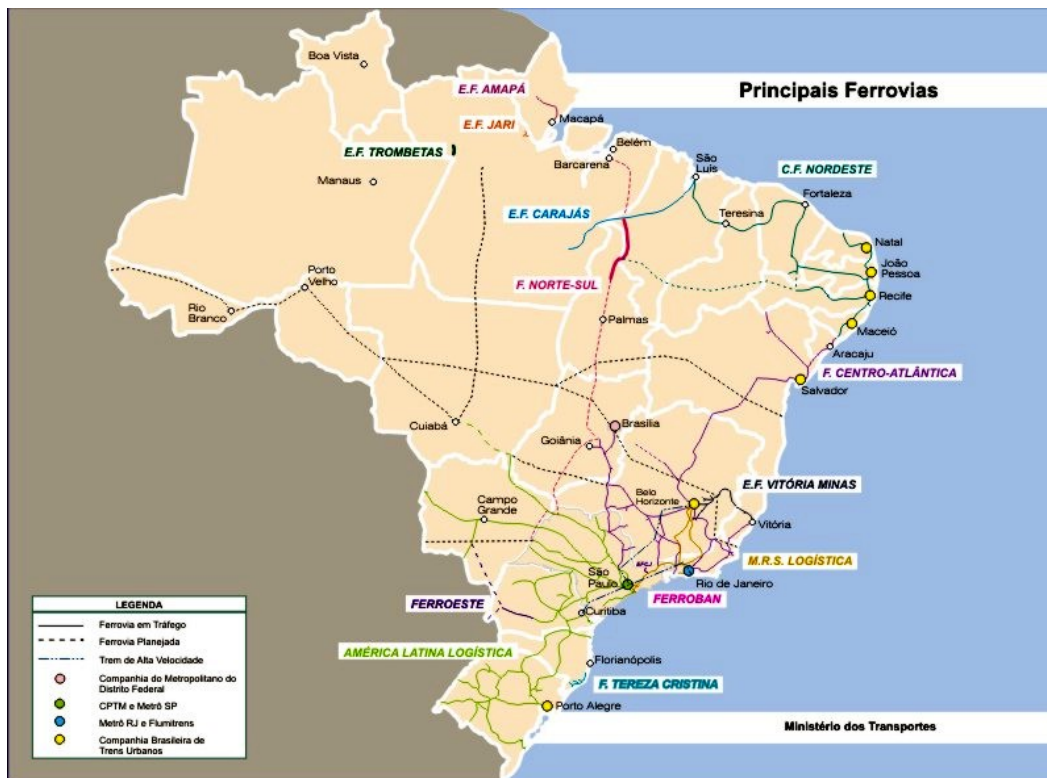 Principais Ferrovias
Boa Vista
E.F. AMAPÁ
Macapá
E.F. JARI
E.F. TROMBETAS
Belém
Barcarena
São
Luís
C.F. NORDESTE
Manaus
Fortaleza
Teresina
E.F. CARAJÁS
Natal
João
Pessoa
Porto
Velho
F. NORTE-SUL
Recife
Rio
Branco
Palmas
Maceió
Aracaju
F. CENTRO-ATLÂNTICA
Salvador
Cuiabá
Brasília
Goiânia
E.F. VITÓRIA MINAS
Belo
Horizonte
Campo
Grande
Vitória
M.R.S. LOGÍSTICA
EFCJ
São
Paulo
Rio de Janeiro
FERROBAN
FERROESTE
Curitiba
AMÉRICA LATINA LOGÍSTICA
Florianópolis
F. TEREZA CRISTINA
Porto Alegre
LEGENDA
Ferrovia em Tráfego
Ferrovia Planejada
Trem de Alta Velocidade
Companhia do Metropolitano do
Distrito Federal
CPTM e Metrô SP
Metrô RJ e Flumitrens
Companhia Brasileira de
Trens Urbanos
Ministério dos Transportes